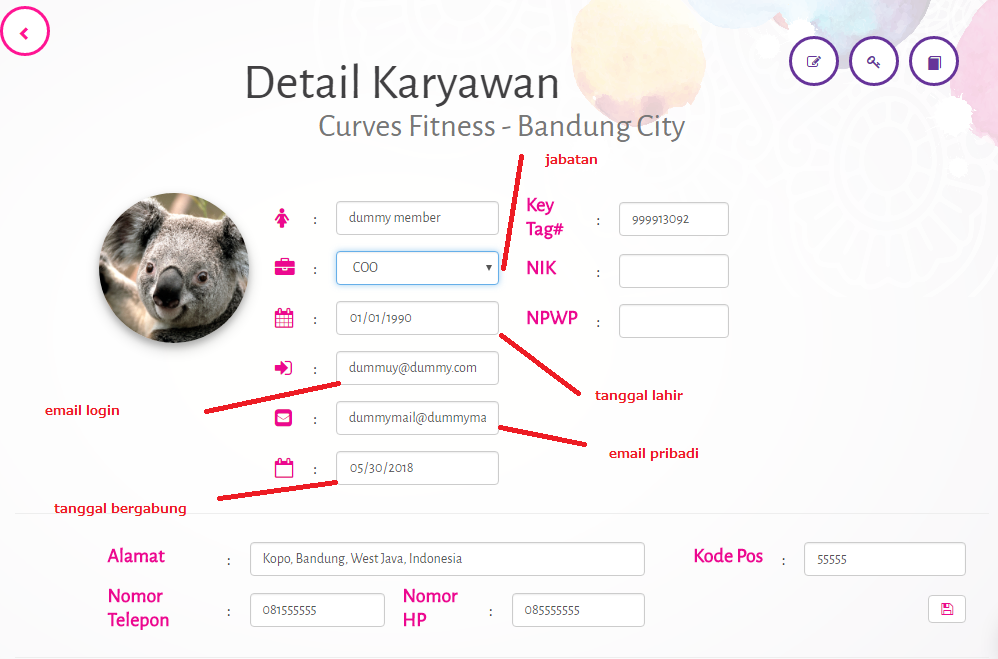 Detail Karyawan
Curves Fitness - Bandung City
jabatan
dummy member
Key Tag# : 999913092
: COO
NIK :
: 01/01/1990
NPWP :
: dummuy@dummy.com
tanggal lahir
email login
: dummymail@dummyma
email pribadi
: 05/30/2018
tanggal bergabung
Alamat : Kopo, Bandung, West Java, Indonesia
Kode Pos : 55555
Nomor Telepon : 081555555
Nomor HP : 085555555